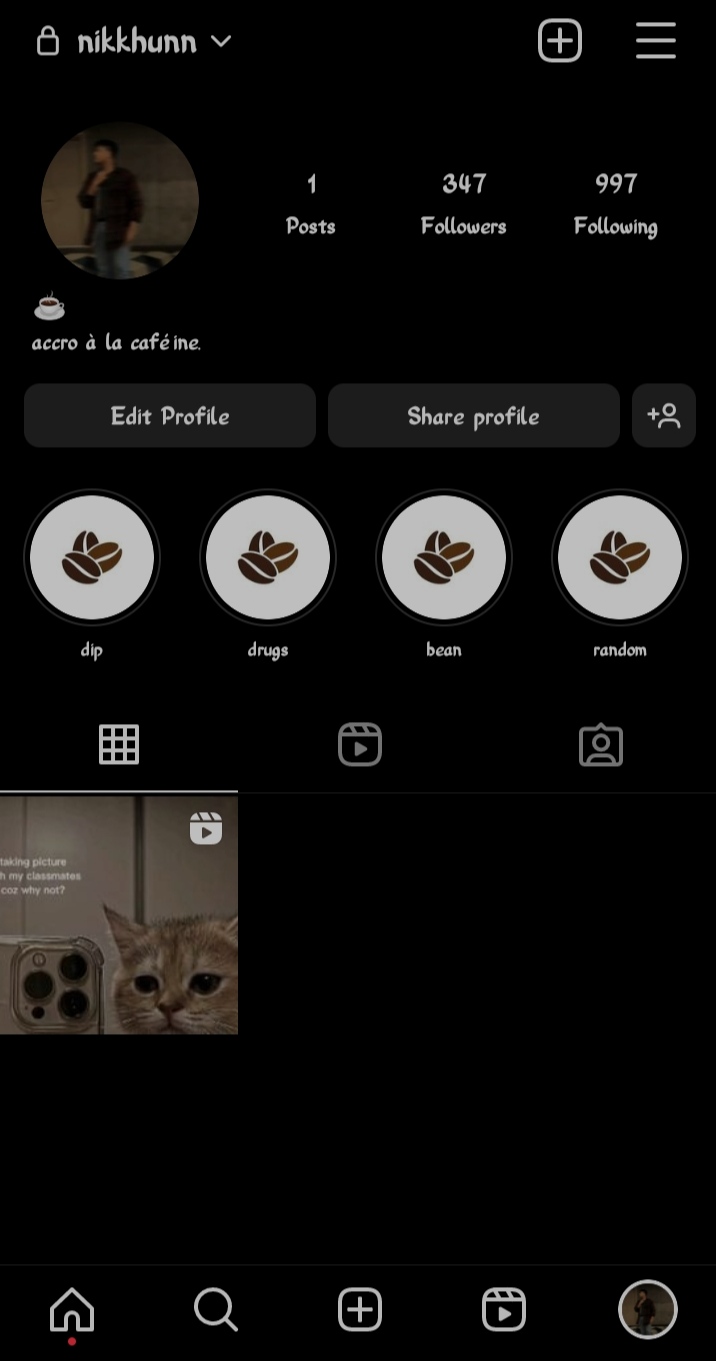 nikkhunn
1 347 997
Posts Followers Following
accro à la caféine.
Edit Profile Share profile
dip drugs bean random
taking picture
h my classmates
coz why not?